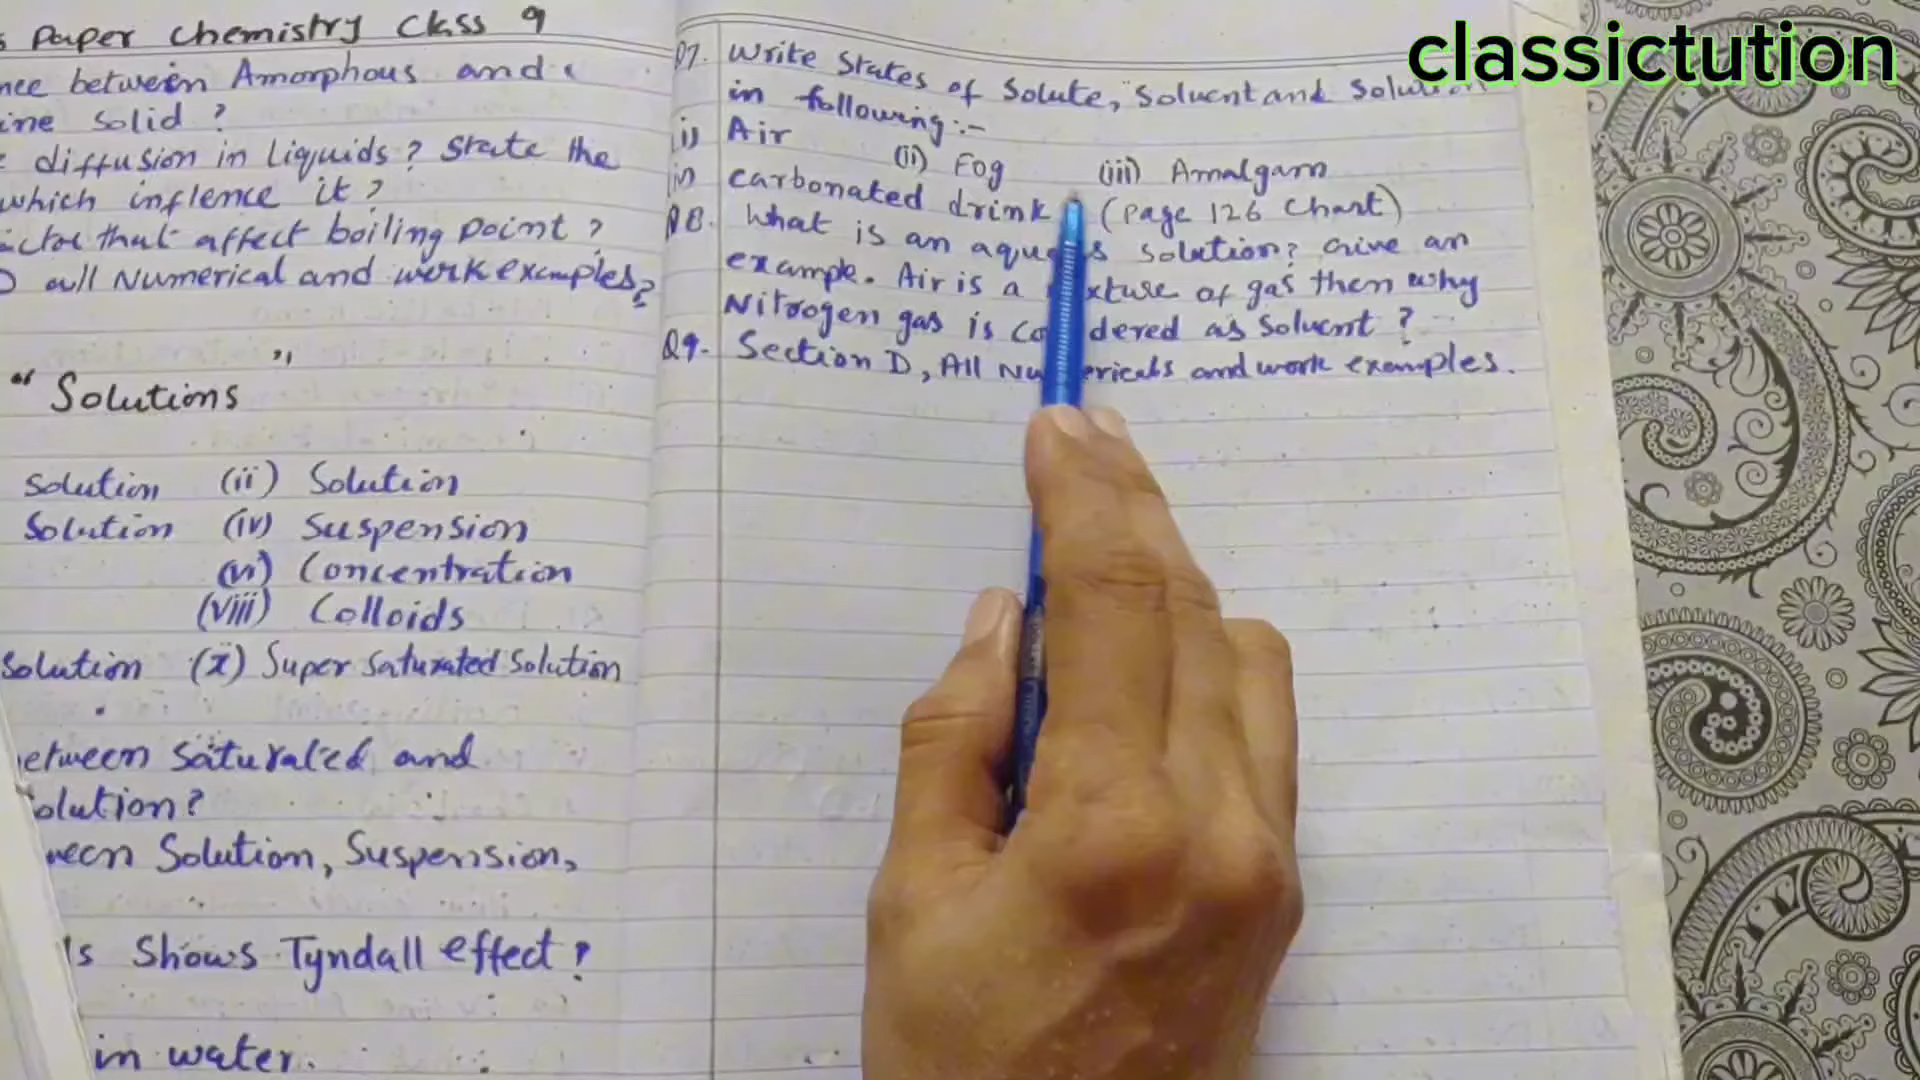 Paper Chemistry Class 9
between Amorphous and
Solid ?
diffusion in liquids? State the
which inflence it?
that affect boiling point ?
all Numerical and work examples?
"
" Solutions
Solution (ii) Solution
Solution (iv) Suspension
(vi) Concentration
(viii) Colloids
Solution (x) Super Saturated Solution
Saturated and
Solution, Suspension,
Shows Tyndall effect ?
in water.
Q7. Write States of Solute, Solvent and Solution
in following :-
(i) Air (ii) Fog (iii) Amalgam
carbonated drink (Page 126 Chart)
Q8. What is an solution? Give an
example. Air is a of gas then why
Nitrogen gas is as Solvent ?
Q9. Section D, All and work examples.
classictution